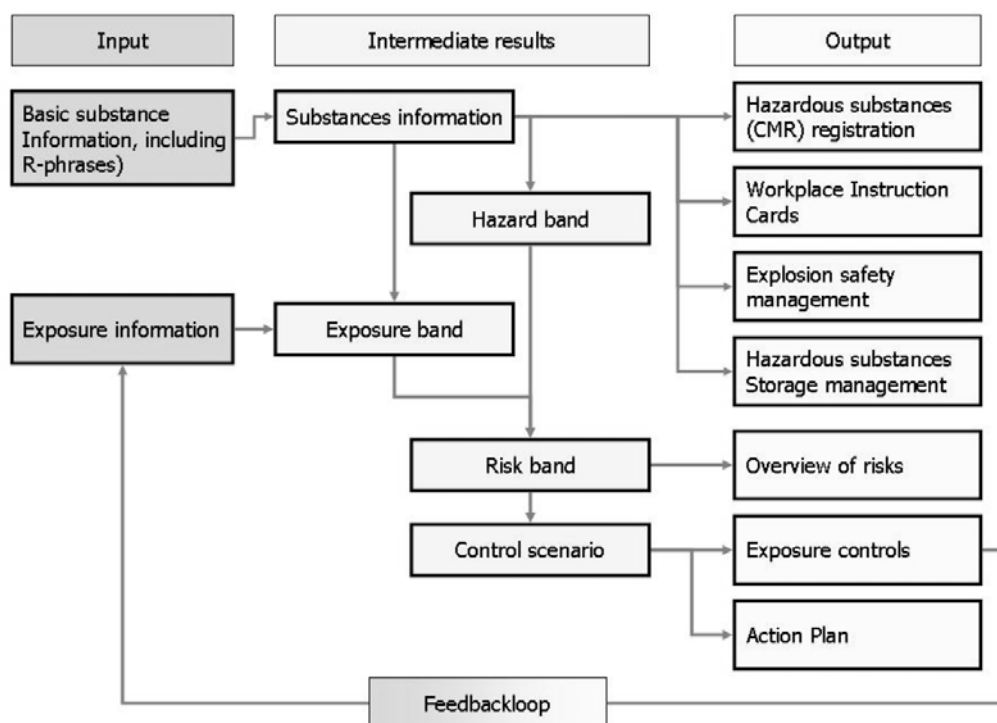 Input
Intermediate results
Output
Basic substance
Information, including
R-phrases)
Substances information
Hazardous substances
(CMR) registration
Hazard band
Workplace Instruction
Cards
Explosion safety
management
Exposure information
Exposure band
Hazardous substances
Storage management
Risk band
Overview of risks
Control scenario
Exposure controls
Action Plan
Feedbackloop